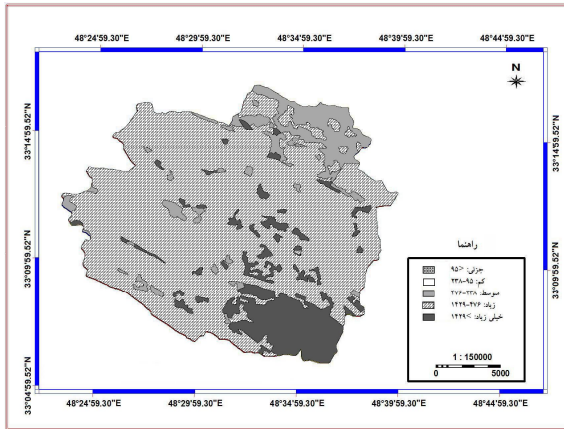 48°24'59.30"E 48°29'59.30"E 48°34'59.30"E 48°39'59.30"E 48°44'59.30"E
N
33°14'59.52"N 33°14'59.52"N
33°09'59.52"N 33°09'59.52"N
33°04'59.52"N 33°04'59.52"N
راهنما
جزئی: <۹۵
کم: ۹۵-۲۳۸
متوسط: ۲۳۸-۴۷۶
زیاد: ۴۷۶-۱۴۲۹
خیلی زیاد: >۱۴۲۹
1 : 150000
0 5000
48°24'59.30"E 48°29'59.30"E 48°34'59.30"E 48°39'59.30"E 48°44'59.30"E